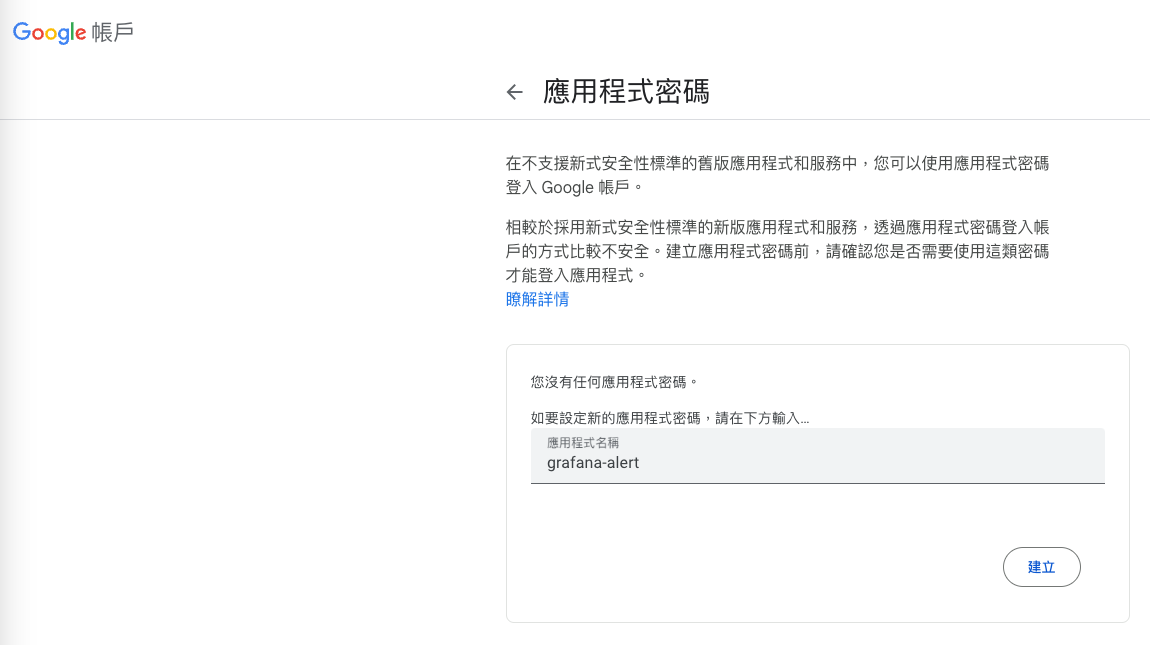 Google 帳戶
應用程式密碼
在不支援新式安全性標準的舊版應用程式和服務中，您可以使用應用程式密碼
登入 Google 帳戶。
相較於採用新式安全性標準的新版應用程式和服務，透過應用程式密碼登入帳
戶的方式比較不安全。建立應用程式密碼前，請確認您是否需要使用這類密碼
才能登入應用程式。
瞭解詳情
您沒有任何應用程式密碼。
如要設定新的應用程式密碼，請在下方輸入...
應用程式名稱
grafana-alert
建立